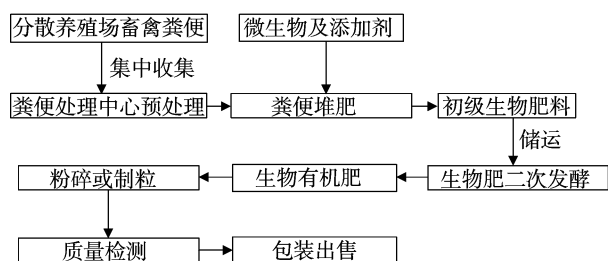 分散养殖场畜禽粪便
微生物及添加剂
集中收集
粪便处理中心预处理
粪便堆肥
初级生物肥料
储运
粉碎或制粒
生物有机肥
生物肥二次发酵
质量检测
包装出售